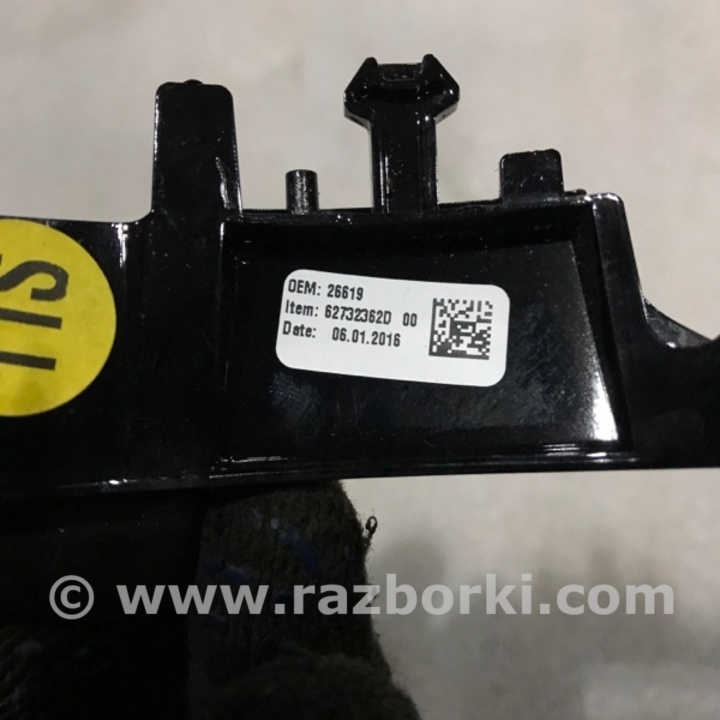 OEM: 26619
Item: 62732362D 00
Date: 06.01.2016
© www.razborki.com